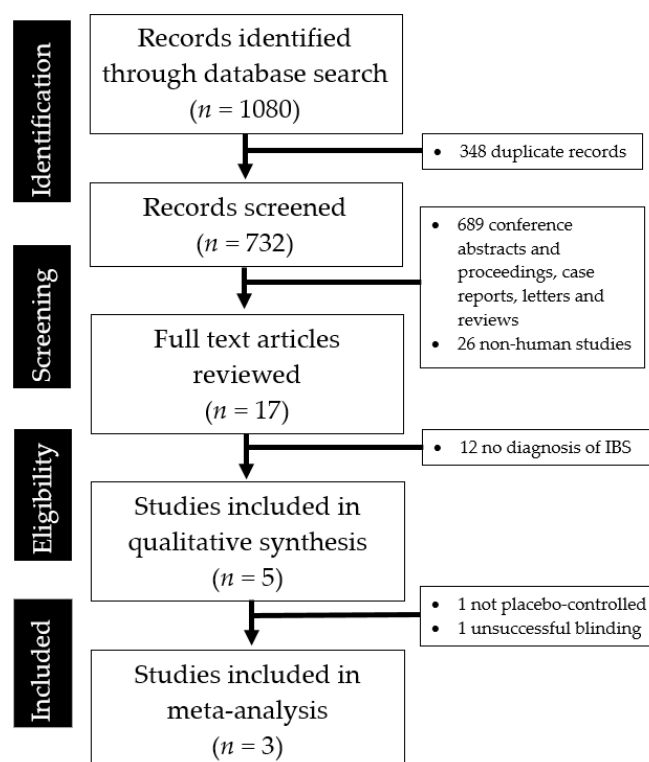 Identification
Records identified
through database search
(n = 1080)
• 348 duplicate records
Records screened
(n = 732)
• 689 conference
abstracts and
proceedings, case
reports, letters and
reviews
• 26 non-human studies
Screening
Full text articles
reviewed
(n = 17)
• 12 no diagnosis of IBS
Eligibility
Studies included in
qualitative synthesis
(n = 5)
• 1 not placebo-controlled
• 1 unsuccessful blinding
Included
Studies included in
meta-analysis
(n = 3)